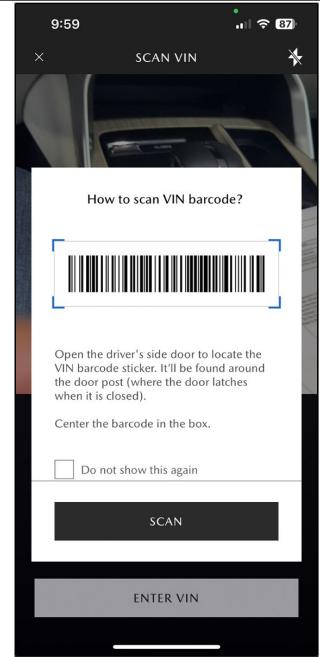 9:59
87
SCAN VIN
How to scan VIN barcode?
Open the driver's side door to locate the
VIN barcode sticker. It'll be found around
the door post (where the door latches
when it is closed).
Center the barcode in the box.
Do not show this again
SCAN
ENTER VIN